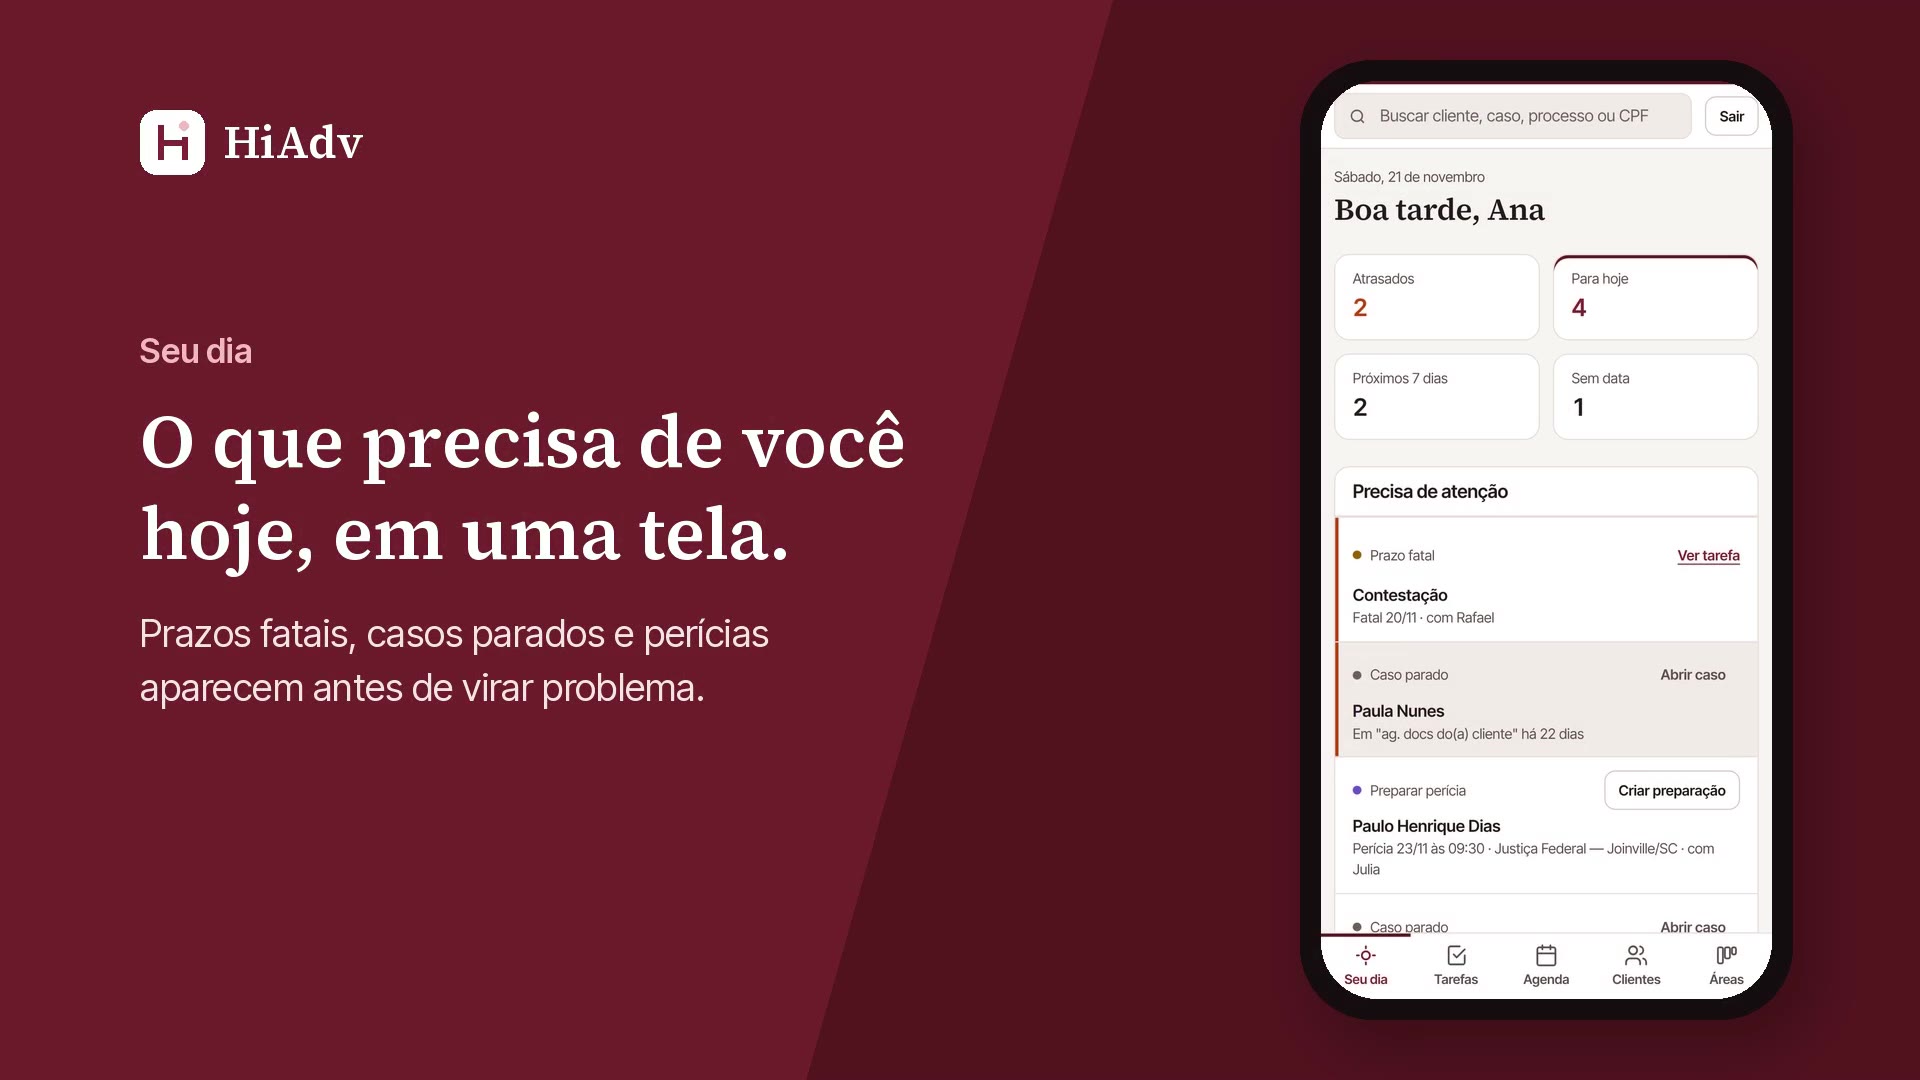 HiAdv
Seu dia
O que precisa de você
hoje, em uma tela.
Prazos fatais, casos parados e perícias
aparecem antes de virar problema.
Buscar cliente, caso, processo ou CPF
Sair
Sábado, 21 de novembro
Boa tarde, Ana
Atrasados
2
Para hoje
4
Próximos 7 dias
2
Sem data
1
Precisa de atenção
Prazo fatal
Ver tarefa
Contestação
Fatal 20/11 · com Rafael
Caso parado
Abrir caso
Paula Nunes
Em "ag. docs do(a) cliente" há 22 dias
Preparar perícia
Criar preparação
Paulo Henrique Dias
Perícia 23/11 às 09:30 · Justiça Federal — Joinville/SC · com
Julia
Caso parado
Abrir caso
Seu dia
Tarefas
Agenda
Clientes
Áreas